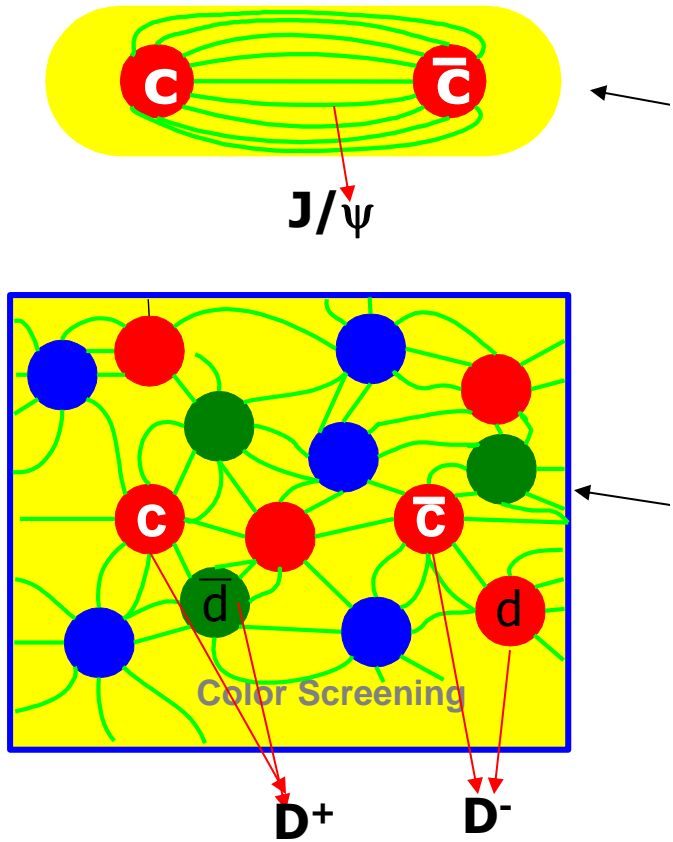 c c̅
J/ψ
c c̅
d̅ d
Color Screening
D⁺ D⁻